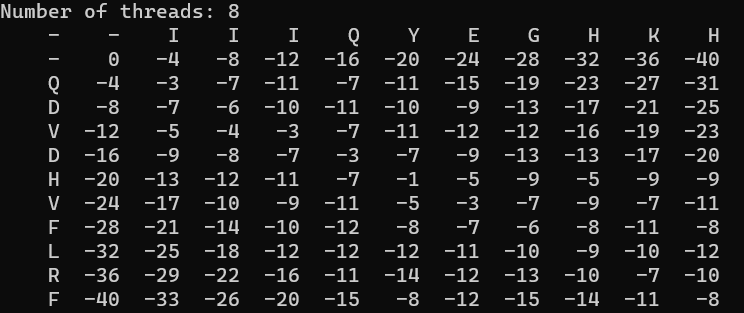 Number of threads: 8
- - I I I Q Y E G H K H
- 0 -4 -8 -12 -16 -20 -24 -28 -32 -36 -40
Q -4 -3 -7 -11 -7 -11 -15 -19 -23 -27 -31
D -8 -7 -6 -10 -11 -10 -9 -13 -17 -21 -25
V -12 -5 -4 -3 -7 -11 -12 -12 -16 -19 -23
D -16 -9 -8 -7 -3 -7 -9 -13 -13 -17 -20
H -20 -13 -12 -11 -7 -1 -5 -9 -5 -9 -9
V -24 -17 -10 -9 -11 -5 -3 -7 -9 -7 -11
F -28 -21 -14 -10 -12 -8 -7 -6 -8 -11 -8
L -32 -25 -18 -12 -12 -12 -11 -10 -9 -10 -12
R -36 -29 -22 -16 -11 -14 -12 -13 -10 -7 -10
F -40 -33 -26 -20 -15 -8 -12 -15 -14 -11 -8